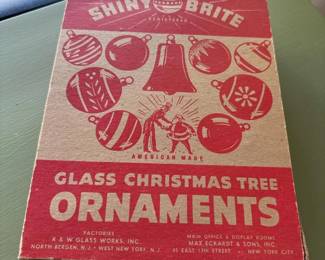 SHINY BRITE
REGISTERED
AMERICAN MADE
GLASS CHRISTMAS TREE
ORNAMENTS
FACTORIES
K & W GLASS WORKS, INC.
NORTH BERGEN, N.J. • WEST NEW YORK, N.J.
MAIN OFFICE & DISPLAY ROOMS
MAX ECKARDT & SONS, INC.
45 EAST 17TH STREET • NEW YORK CITY